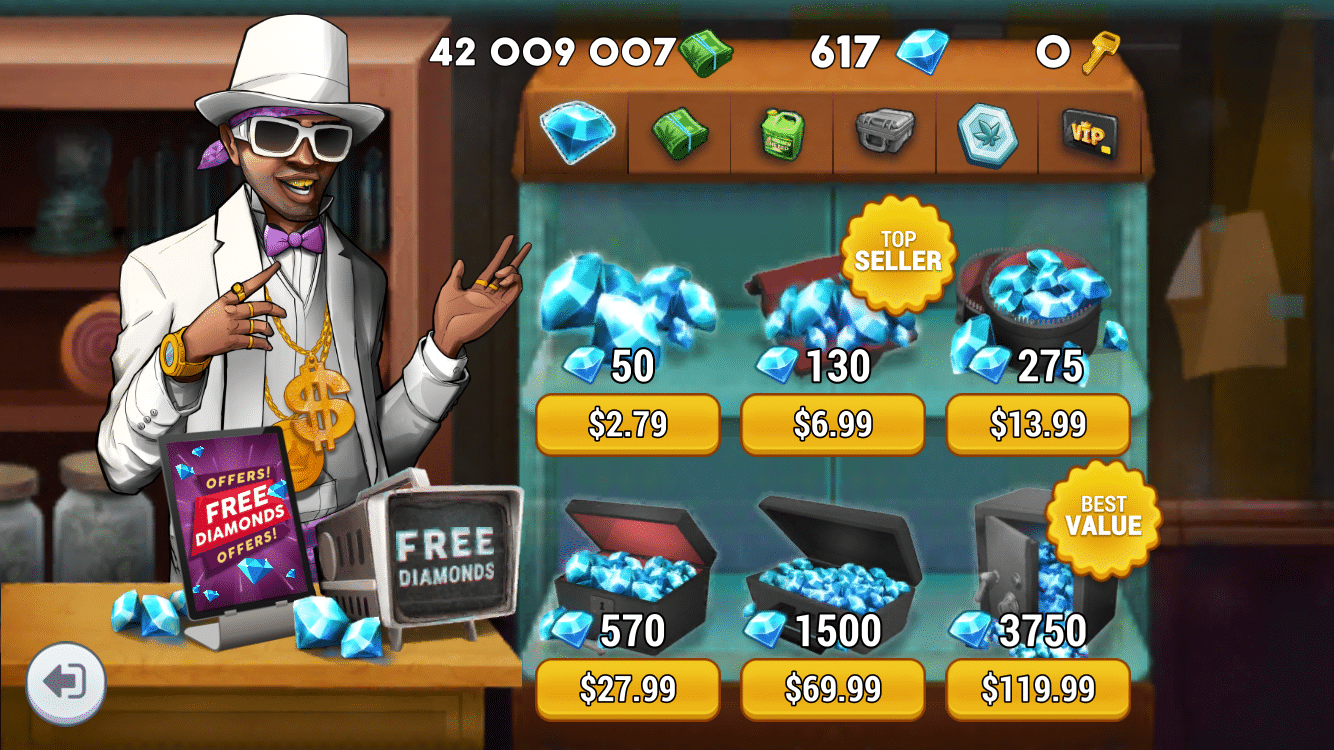 42 009 007
617
0
VIP
TOP
SELLER
50
130
275
$2.79
$6.99
$13.99
OFFERS!
FREE
DIAMONDS
OFFERS!
FREE
DIAMONDS
BEST
VALUE
570
1500
3750
$27.99
$69.99
$119.99